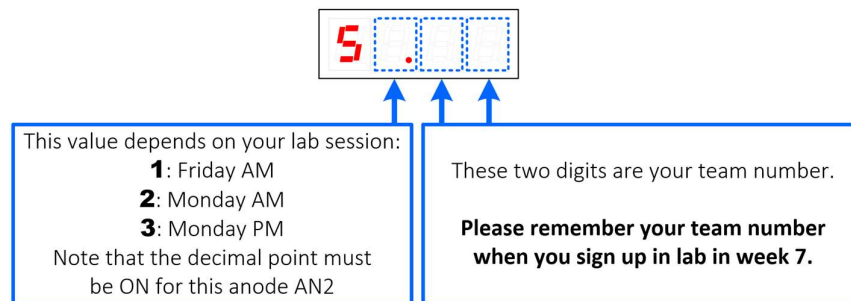 5 .
This value depends on your lab session:
1: Friday AM
2: Monday AM
3: Monday PM
Note that the decimal point must
be ON for this anode AN2
These two digits are your team number.
Please remember your team number
when you sign up in lab in week 7.